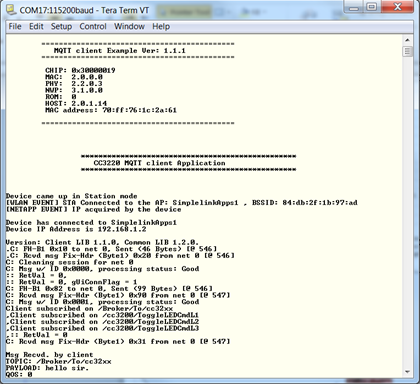 COM17:115200baud - Tera Term VT
File Edit Setup Control Window Help
============================================
MQTT client Example Ver: 1.1.1
============================================
CHIP: 0x30000019
MAC: 2.0.0.0
PHY: 2.2.0.3
NWP: 3.1.0.0
ROM: 0
HOST: 2.0.1.14
MAC address: 70:ff:76:1c:2a:61
============================================
*************************************************
CC3220 MQTT client Application
*************************************************
Device came up in Station mode
[WLAN EVENT] STA Connected to the AP: SimplelinkApps1 , BSSID: 84:db:2f:1b:97:ad
[NETAPP EVENT] IP acquired by the device
Device has connected to SimplelinkApps1
Device IP Address is 192.168.1.2
Version: Client LIB 1.1.0, Common LIB 1.2.0.
,C: FH-B1 0x10 to net 0, Sent (46 Bytes) [@ 546]
,C: Rcvd msg Fix-Hdr (Byte1) 0x20 from net 0 [@ 546]
C: Cleaning session for net 0
C: Msg w/ ID 0x0000, processing status: Good
:: RetVal = 0,
:: RetVal = 0, gUiConnFlag = 1
C: FH-B1 0x82 to net 0, Sent (99 Bytes) [@ 546]
C: Rcvd msg Fix-Hdr (Byte1) 0x90 from net 0 [@ 547]
C: Msg w/ ID 0x0001, processing status: Good
Client subscribed on /Broker/To/cc32xx
,Client subscribed on /cc3200/ToggleLEDCmdL1
,Client subscribed on /cc3200/ToggleLEDCmdL2
,Client subscribed on /cc3200/ToggleLEDCmdL3
,:: RetVal = 0
C: Rcvd msg Fix-Hdr (Byte1) 0x31 from net 0 [@ 547]
Msg Recvd. by client
TOPIC: /Broker/To/cc32xx
PAYLOAD: hello sir.
QOS: 0